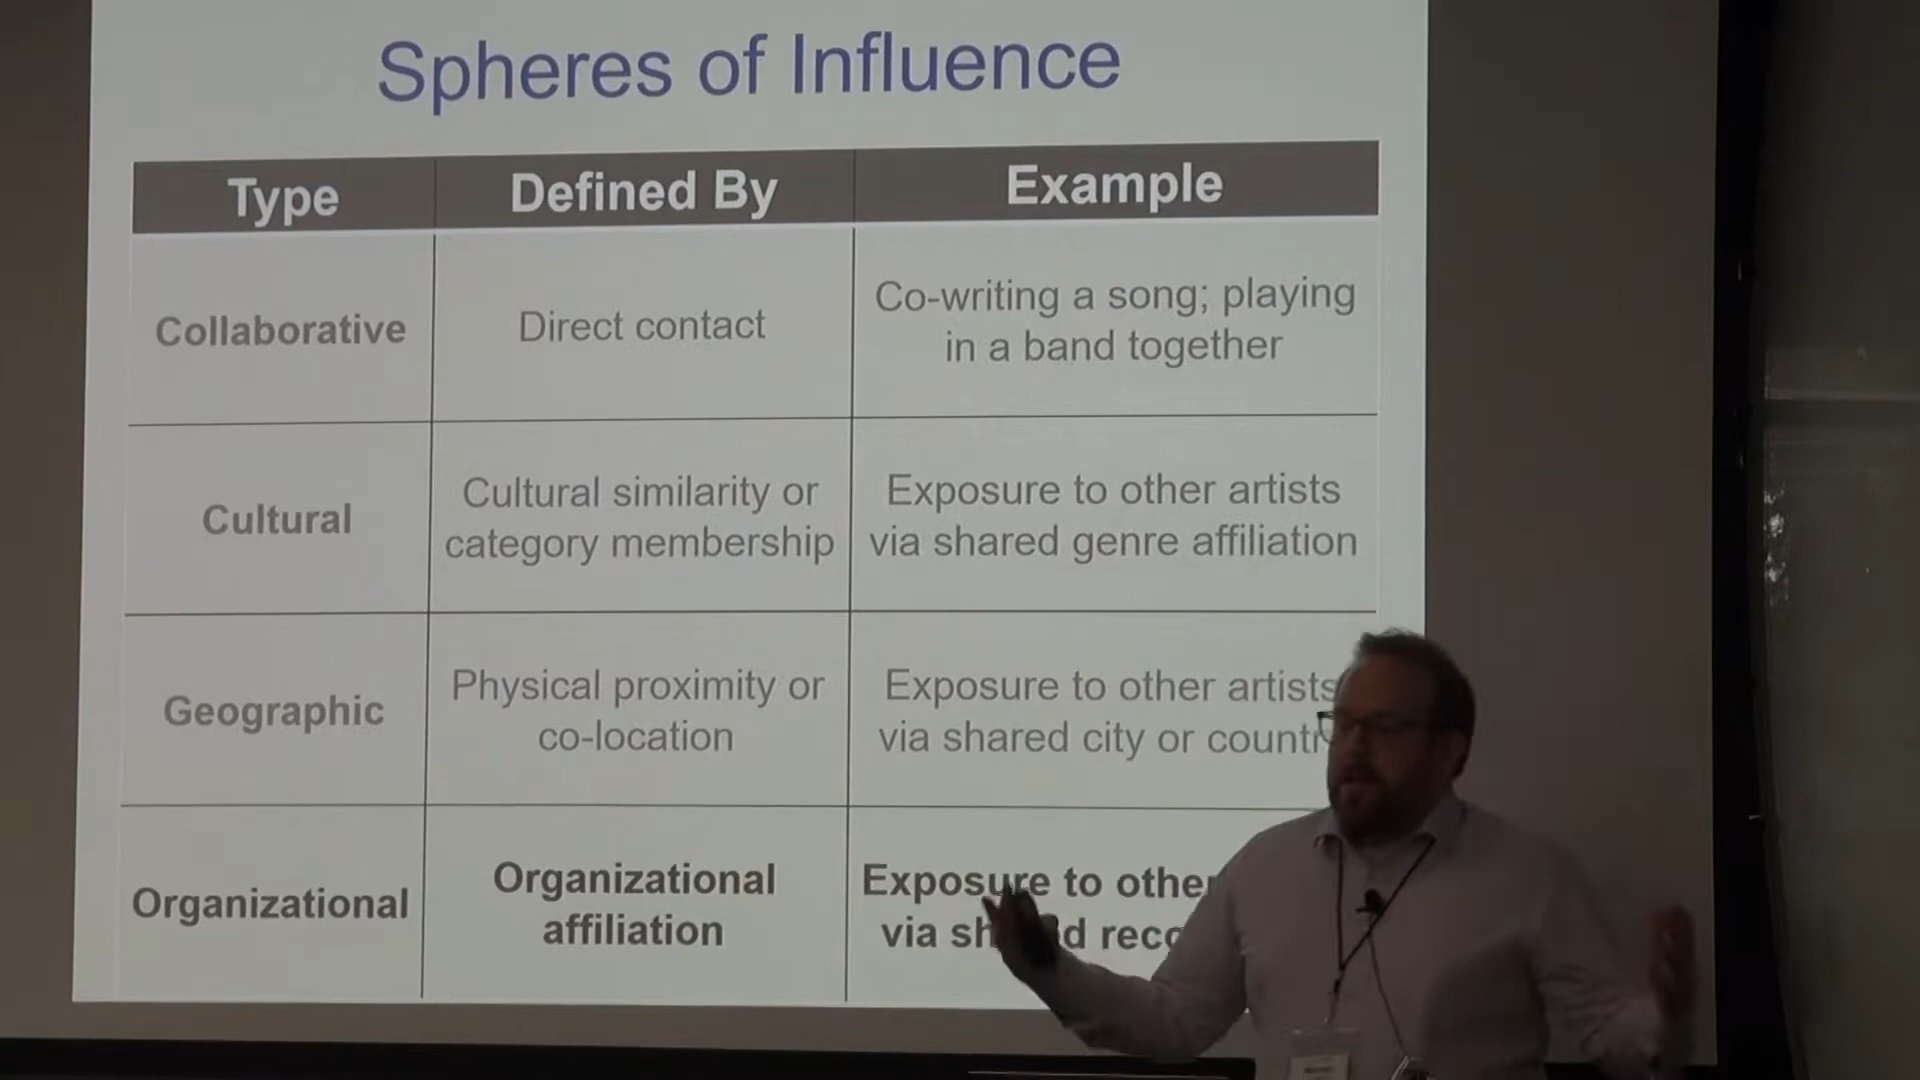 Spheres of Influence
Type
Defined By
Example
Collaborative
Direct contact
Co-writing a song; playing
in a band together
Cultural
Cultural similarity or
category membership
Exposure to other artists
via shared genre affiliation
Geographic
Physical proximity or
co-location
Exposure to other artists
via shared city or
Organizational
Organizational
affiliation
Exposure to
via